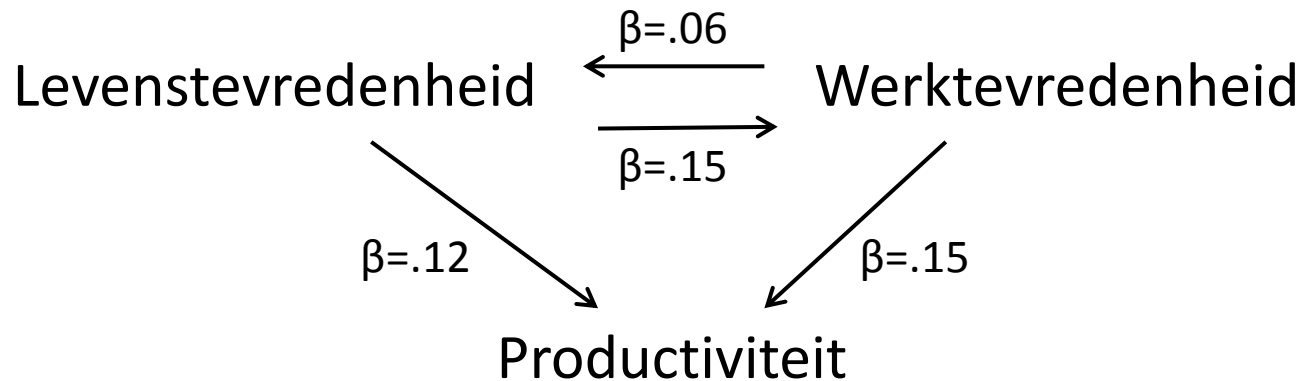 β=.06
Levenstevredenheid Werktevredenheid
β=.15
β=.12 β=.15
Productiviteit